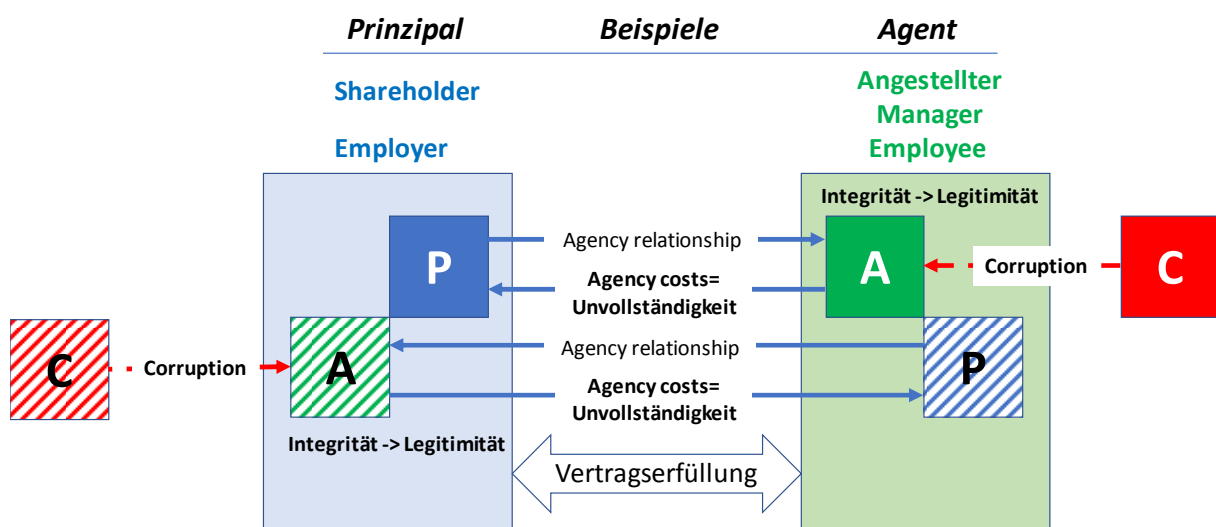 Prinzipal Beispiele Agent
Shareholder
Employer
Angestellter
Manager
Employee
Integrität -> Legitimität
P
Agency relationship
A
Corruption
C
Agency costs=
Unvollständigkeit
C
Corruption
A
Agency relationship
P
Agency costs=
Unvollständigkeit
Integrität -> Legitimität
Vertragserfüllung